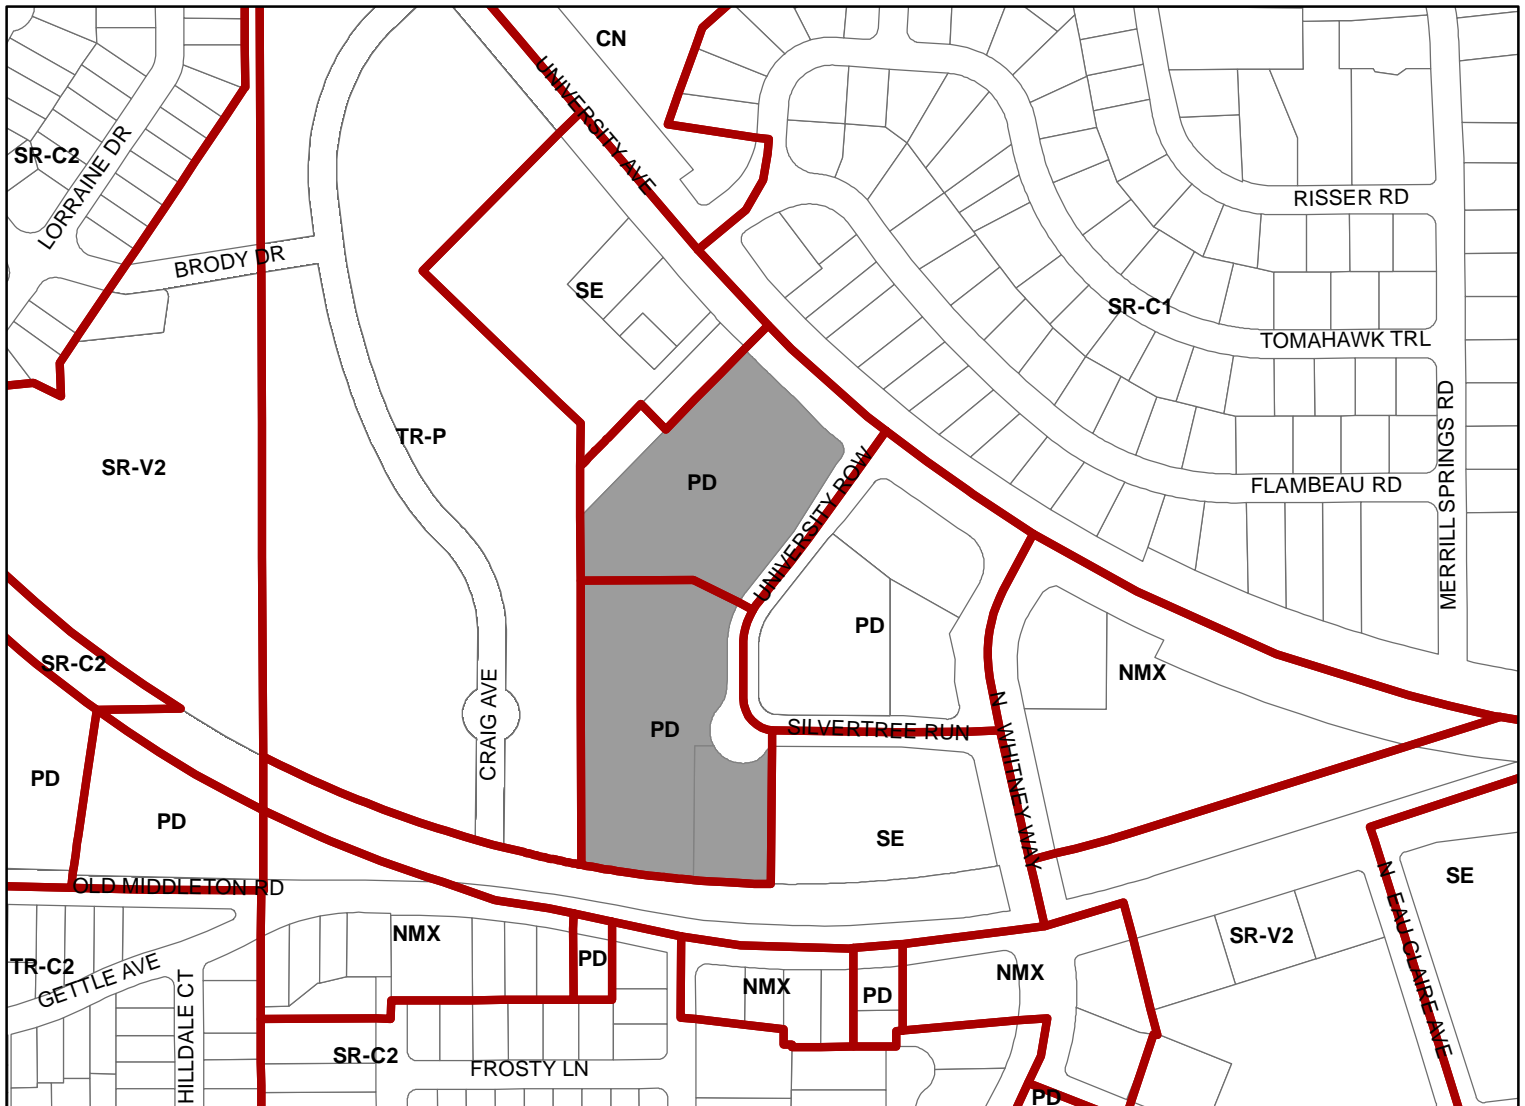 CN
UNIVERSITY AVE
SR-C2
LORRAINE DR
RISSER RD
BRODY DR
SE
SR-C1
TOMAHAWK TRL
MERRILL SPRINGS RD
TR-P
SR-V2
PD
FLAMBEAU RD
UNIVERSITY ROW
PD
SR-C2
NMX
CRAIG AVE
PD
SILVERTREE RUN
N WHITNEY WAY
PD
PD
SE
OLD MIDDLETON RD
N EAU CLAIRE AVE
SE
NMX
SR-V2
TR-C2
GETTLE AVE
PD
NMX
NMX
PD
HILLDALE CT
SR-C2
FROSTY LN
PD